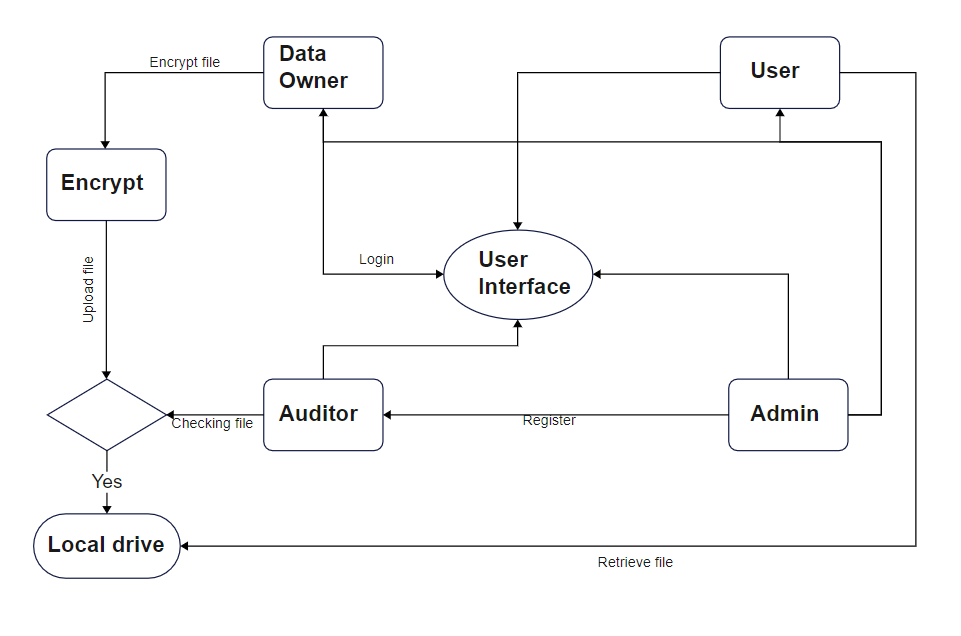 Data
Owner
User
Encrypt file
Encrypt
Upload file
Login
User
Interface
Auditor
Admin
Checking file
Register
Yes
Local drive
Retrieve file